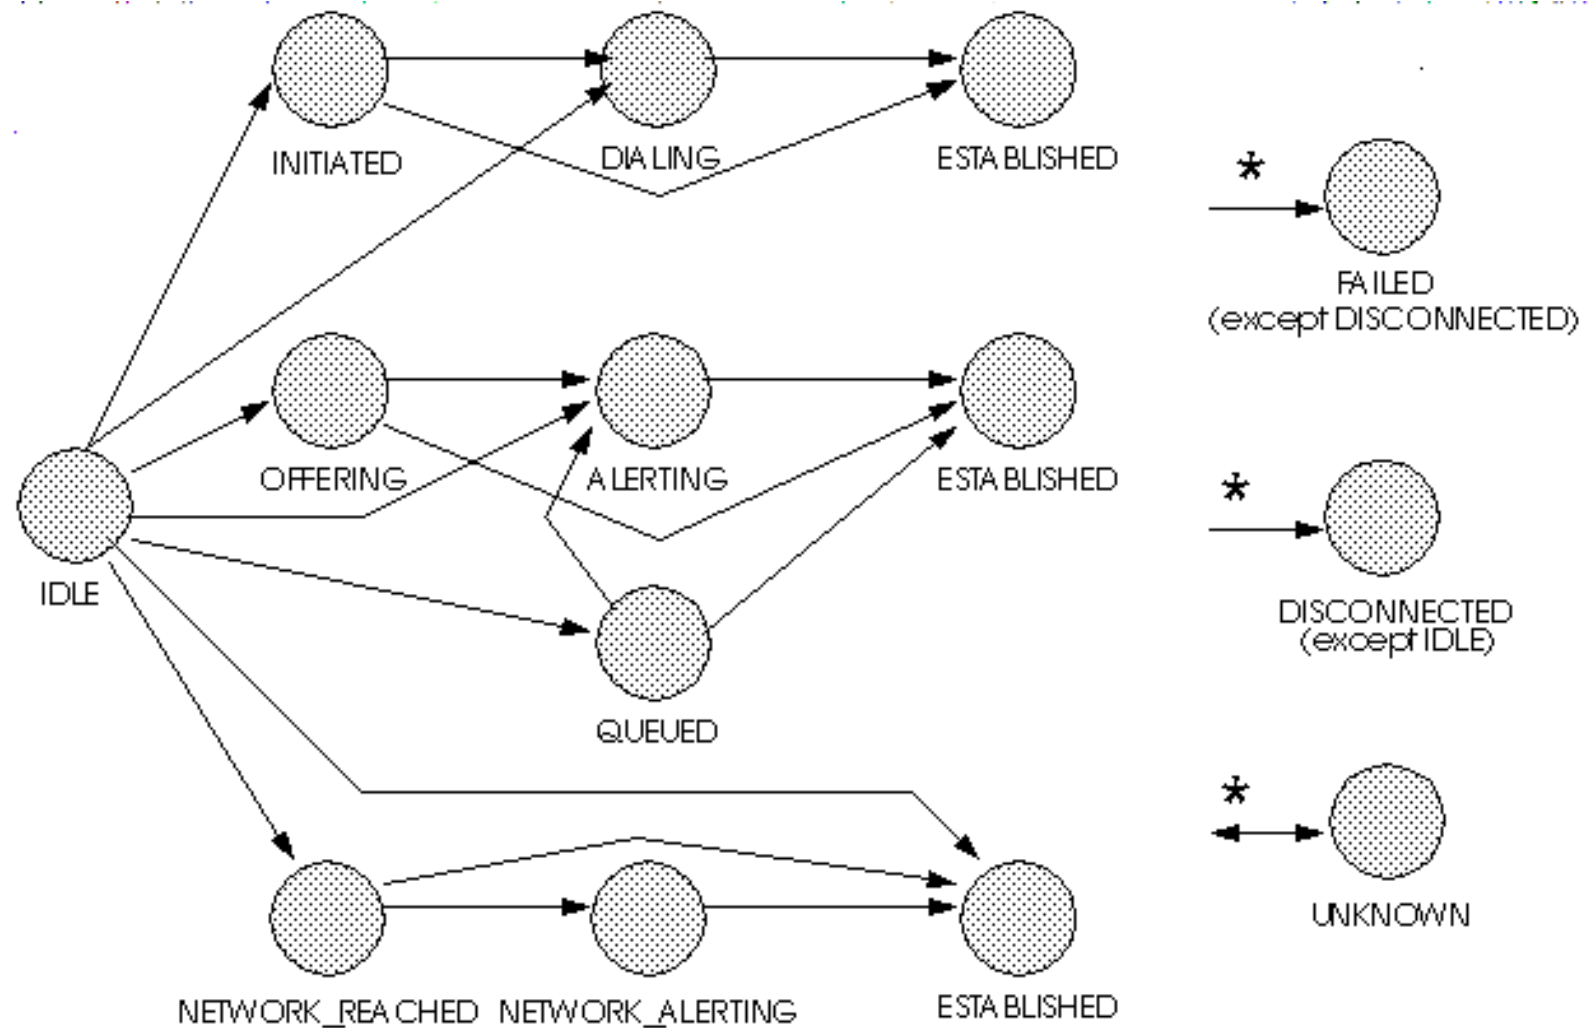 INITIATED
DIALING
ESTABLISHED
*
FAILED
(except DISCONNECTED)
OFFERING
ALERTING
ESTABLISHED
*
IDLE
DISCONNECTED
(except IDLE)
QUEUED
*
UNKNOWN
NETWORK_REACHED
NETWORK_ALERTING
ESTABLISHED